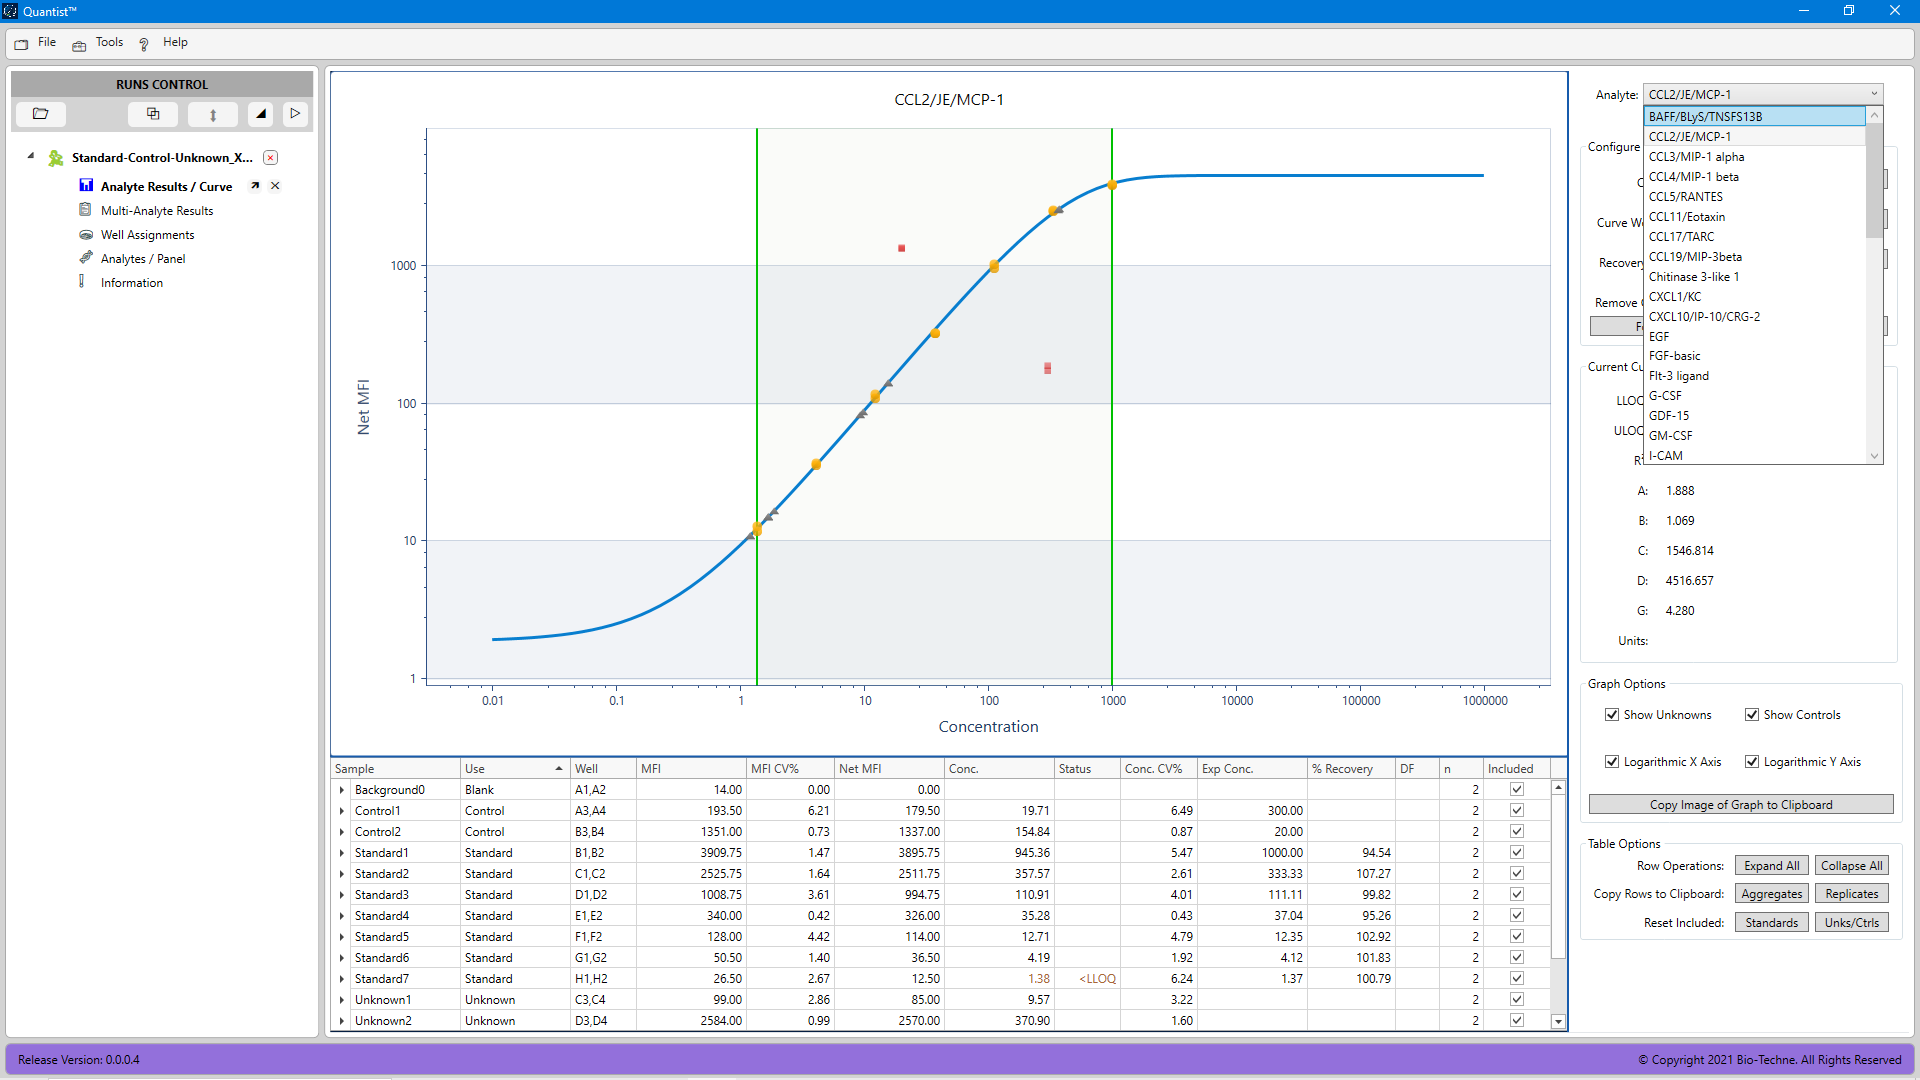 Quantist™
File Tools Help
RUNS CONTROL
Standard-Control-Unknown_X...
Analyte Results / Curve
Multi-Analyte Results
Well Assignments
Analytes / Panel
Information
CCL2/JE/MCP-1
Net MFI
1000
100
10
1
0.01 0.1 1 10 100 1000 10000 100000 1000000
Concentration
Sample Use Well MFI MFI CV% Net MFI Conc. Status Conc. CV% Exp Conc. % Recovery DF n Included
Background0 Blank A1,A2 14.00 0.00 0.00 2
Control1 Control A3,A4 193.50 6.21 179.50 19.71 6.49 300.00 2
Control2 Control B3,B4 1351.00 0.73 1337.00 154.84 0.87 20.00 2
Standard1 Standard B1,B2 3909.75 1.47 3895.75 945.36 5.47 1000.00 94.54 2
Standard2 Standard C1,C2 2525.75 1.64 2511.75 357.57 2.61 333.33 107.27 2
Standard3 Standard D1,D2 1008.75 3.61 994.75 110.91 4.01 111.11 99.82 2
Standard4 Standard E1,E2 340.00 0.42 326.00 35.28 0.43 37.04 95.26 2
Standard5 Standard F1,F2 128.00 4.42 114.00 12.71 4.79 12.35 102.92 2
Standard6 Standard G1,G2 50.50 1.40 36.50 4.19 1.92 4.12 101.83 2
Standard7 Standard H1,H2 26.50 2.67 12.50 1.38 <LLOQ 6.24 1.37 100.79 2
Unknown1 Unknown C3,C4 99.00 2.86 85.00 9.57 3.22 2
Unknown2 Unknown D3,D4 2584.00 0.99 2570.00 370.90 1.60 2
Analyte: CCL2/JE/MCP-1
BAFF/BLyS/TNSFS13B
CCL2/JE/MCP-1
CCL3/MIP-1 alpha
CCL4/MIP-1 beta
CCL5/RANTES
CCL11/Eotaxin
CCL17/TARC
CCL19/MIP-3beta
Chitinase 3-like 1
CXCL1/KC
CXCL10/IP-10/CRG-2
EGF
FGF-basic
Flt-3 ligand
G-CSF
GDF-15
GM-CSF
I-CAM
Configure
Curve We
Recovery
Remove
Current Cu
LLOQ
ULOQ
A: 1.888
B: 1.069
C: 1546.814
D: 4516.657
G: 4.280
Units:
Graph Options
Show Unknowns Show Controls
Logarithmic X Axis Logarithmic Y Axis
Copy Image of Graph to Clipboard
Table Options
Row Operations: Expand All Collapse All
Copy Rows to Clipboard: Aggregates Replicates
Reset Included: Standards Unks/Ctrls
Release Version: 0.0.0.4
© Copyright 2021 Bio-Techne. All Rights Reserved